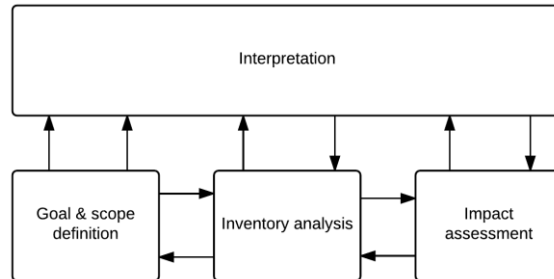 Interpretation
Goal & scope
definition
Inventory analysis
Impact
assessment